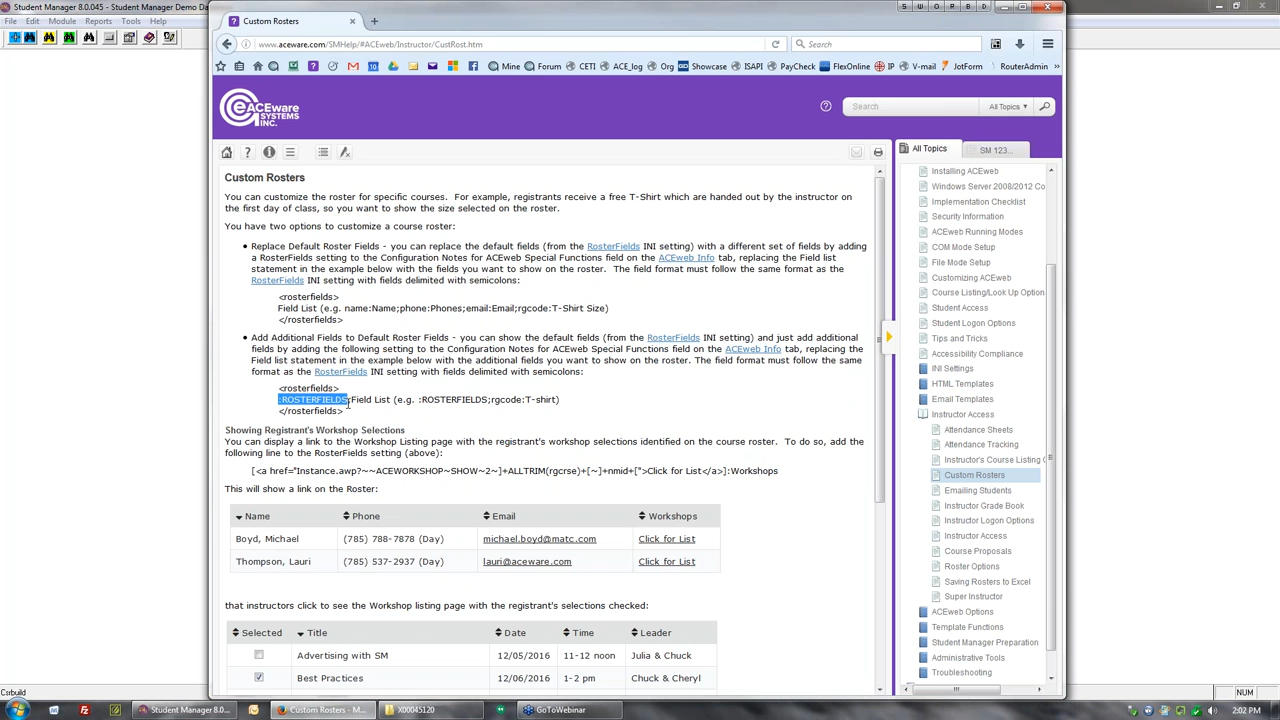 Student Manager 8.0.045 - Student Manager Demo Da
File Edit Module Reports Tools Help
Custom Rosters
S W O R B D
www.aceware.com/SMHelp/#ACEweb/Instructor/CustRost.htm
Search
Mine Forum CETI ACE_log Org Showcase ISAPI PayCheck FlexOnline IP V-mail JotForm RouterAdmin
ACEWARE SYSTEMS INC.
Search
All Topics
All Topics
SM 123...
Custom Rosters
You can customize the roster for specific courses. For example, registrants receive a free T-Shirt which are handed out by the instructor on
the first day of class, so you want to show the size selected on the roster.
You have two options to customize a course roster:
Replace Default Roster Fields - you can replace the default fields (from the RosterFields INI setting) with a different set of fields by adding
a RosterFields setting to the Configuration Notes for ACEweb Special Functions field on the ACEweb Info tab, replacing the Field list
statement in the example below with the fields you want to show on the roster. The field format must follow the same format as the
RosterFields INI setting with fields delimited with semicolons:
<rosterfields>
Field List (e.g. name:Name;phone:Phones;email:Email;rgcode:T-Shirt Size)
</rosterfields>
Add Additional Fields to Default Roster Fields - you can show the default fields (from the RosterFields INI setting) and just add additional
fields by adding the following setting to the Configuration Notes for ACEweb Special Functions field on the ACEweb Info tab, replacing the
Field list statement in the example below with the additional fields you want to show on the roster. The field format must follow the same
format as the RosterFields INI setting with fields delimited with semicolons:
<rosterfields>
:ROSTERFIELDS;Field List (e.g. :ROSTERFIELDS;rgcode:T-shirt)
</rosterfields>
Showing Registrant's Workshop Selections
You can display a link to the Workshop Listing page with the registrant's workshop selections identified on the course roster. To do so, add the
following line to the RosterFields setting (above):
[<a href="Instance.awp?~~ACEWORKSHOP~SHOW~2~]+ALLTRIM(rgcrse)+[~]+nmid+[">Click for List</a>]:Workshops
This will show a link on the Roster:
Name Phone Email Workshops
Boyd, Michael (785) 788-7878 (Day) michael.boyd@matc.com Click for List
Thompson, Lauri (785) 537-2937 (Day) lauri@aceware.com Click for List
that instructors click to see the Workshop listing page with the registrant's selections checked:
Selected Title Date Time Leader
Advertising with SM 12/05/2016 11-12 noon Julia & Chuck
Best Practices 12/06/2016 1-2 pm Chuck & Cheryl
Installing ACEweb
Windows Server 2008/2012 Co
Implementation Checklist
Security Information
ACEweb Running Modes
COM Mode Setup
File Mode Setup
Customizing ACEweb
Course Listing/Look Up Option
Student Access
Student Logon Options
Tips and Tricks
Accessibility Compliance
INI Settings
HTML Templates
Email Templates
Instructor Access
Attendance Sheets
Attendance Tracking
Instructor's Course Listing
Custom Rosters
Emailing Students
Instructor Grade Book
Instructor Logon Options
Instructor Access
Course Proposals
Roster Options
Saving Rosters to Excel
Super Instructor
ACEweb Options
Template Functions
Student Manager Preparation
Administrative Tools
Troubleshooting
Csrbuild
NUM
Student Manager 8.0... Custom Rosters - M... X00045120 GoToWebinar
2:02 PM